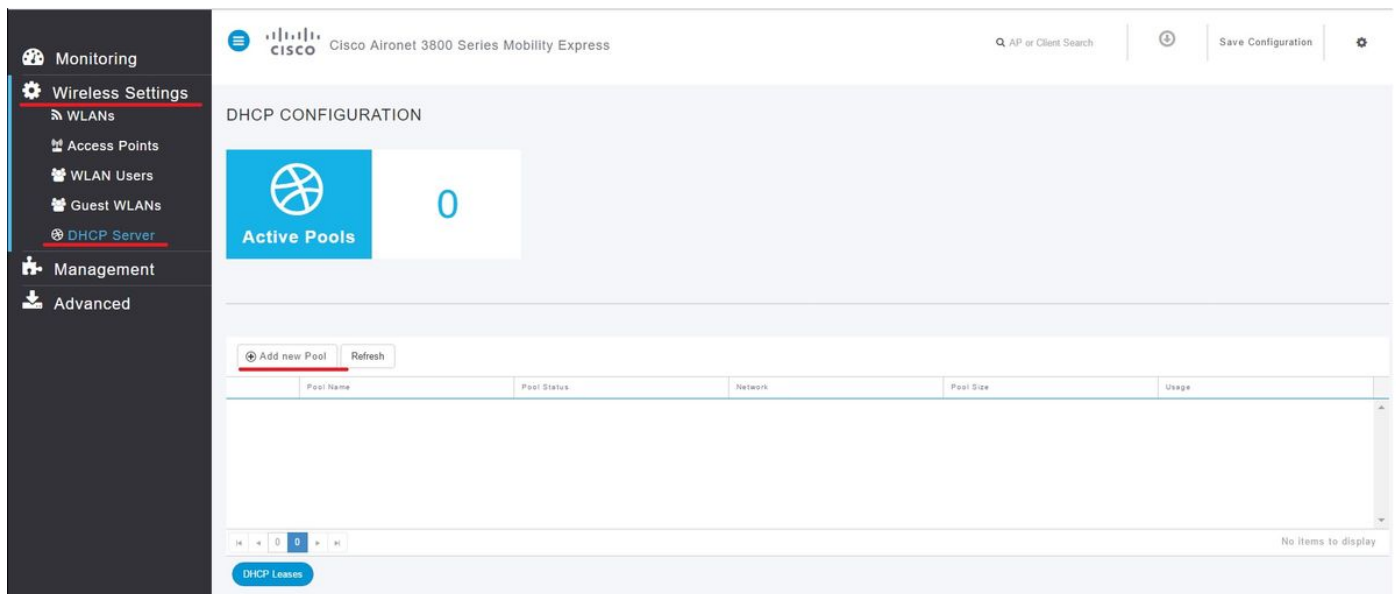 Monitoring
Wireless Settings
WLANs
Access Points
WLAN Users
Guest WLANs
DHCP Server
Management
Advanced
CISCO
Cisco Aironet 3800 Series Mobility Express
AP or Client Search
Save Configuration
DHCP CONFIGURATION
Active Pools
0
Add new Pool
Refresh
Pool Name
Pool Status
Network
Pool Size
Usage
0
0
No items to display
DHCP Leases